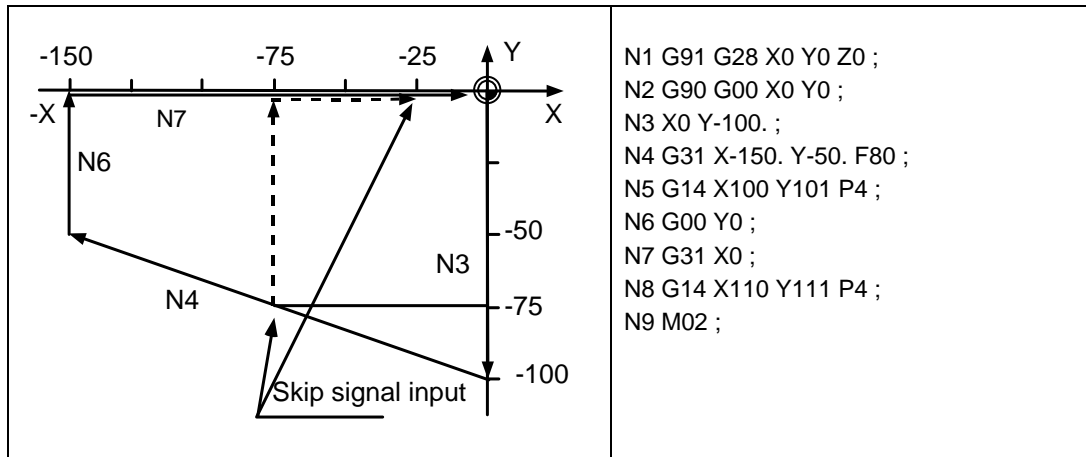 -150 -75 -25 Y
-X N7 X
N6
-50
N3
N4
-75
-100
Skip signal input
N1 G91 G28 X0 Y0 Z0 ;
N2 G90 G00 X0 Y0 ;
N3 X0 Y-100. ;
N4 G31 X-150. Y-50. F80 ;
N5 G14 X100 Y101 P4 ;
N6 G00 Y0 ;
N7 G31 X0 ;
N8 G14 X110 Y111 P4 ;
N9 M02 ;